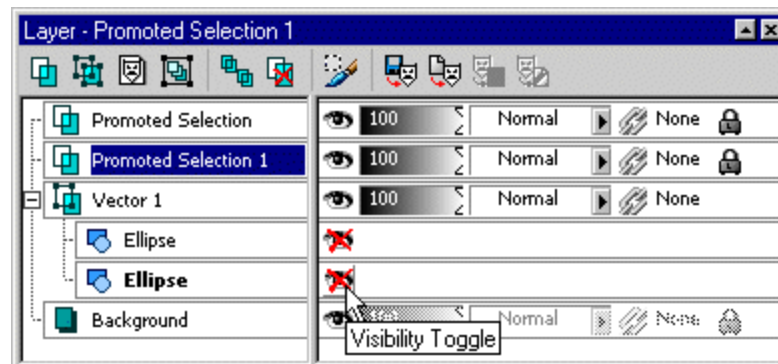 Layer - Promoted Selection 1
Promoted Selection 100 Normal None
Promoted Selection 1 100 Normal None
Vector 1 100 Normal None
Ellipse
Ellipse
Background Normal None
Visibility Toggle